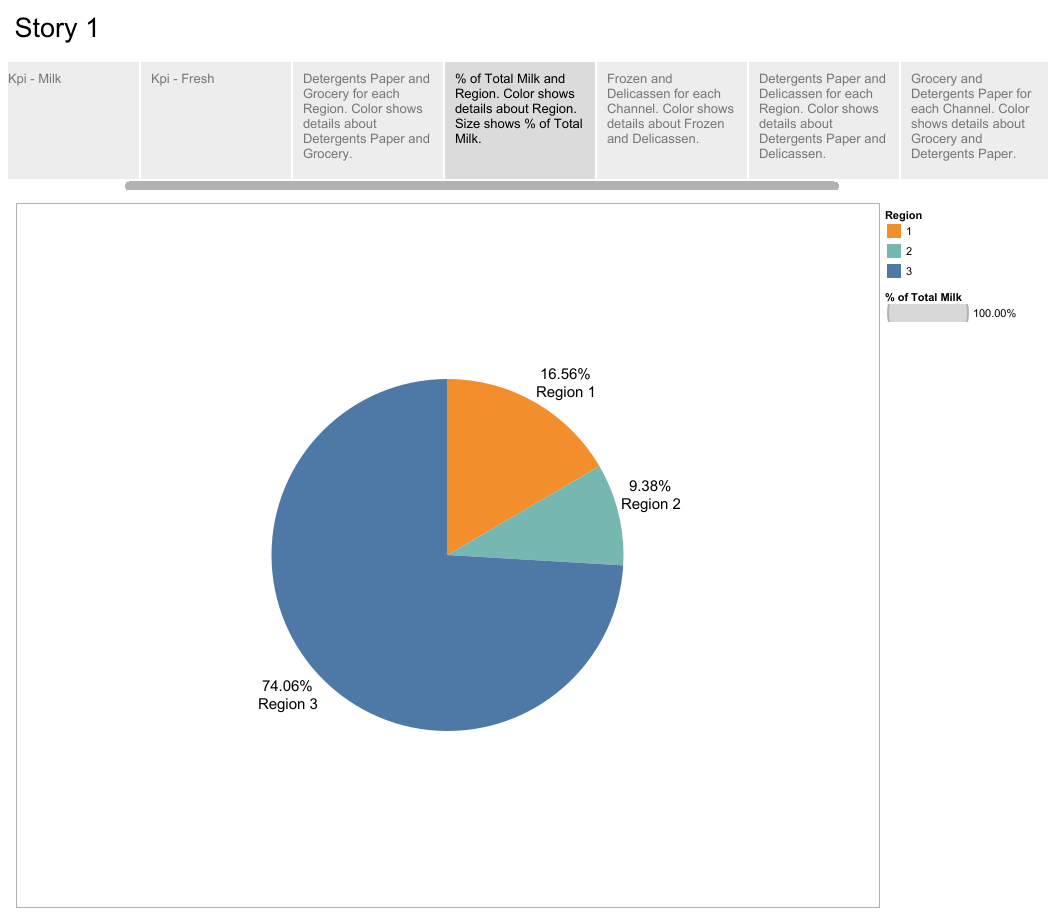 Story 1
Kpi - Milk
Kpi - Fresh
Detergents Paper and
Grocery for each
Region. Color shows
details about
Detergents Paper and
Grocery.
% of Total Milk and
Region. Color shows
details about Region.
Size shows % of Total
Milk.
Frozen and
Delicassen for each
Channel. Color shows
details about Frozen
and Delicassen.
Detergents Paper and
Delicassen for each
Region. Color shows
details about
Detergents Paper and
Delicassen.
Grocery and
Detergents Paper for
each Channel. Color
shows details about
Grocery and
Detergents Paper.
Region
1
2
3
% of Total Milk
100.00%
16.56%
Region 1
9.38%
Region 2
74.06%
Region 3